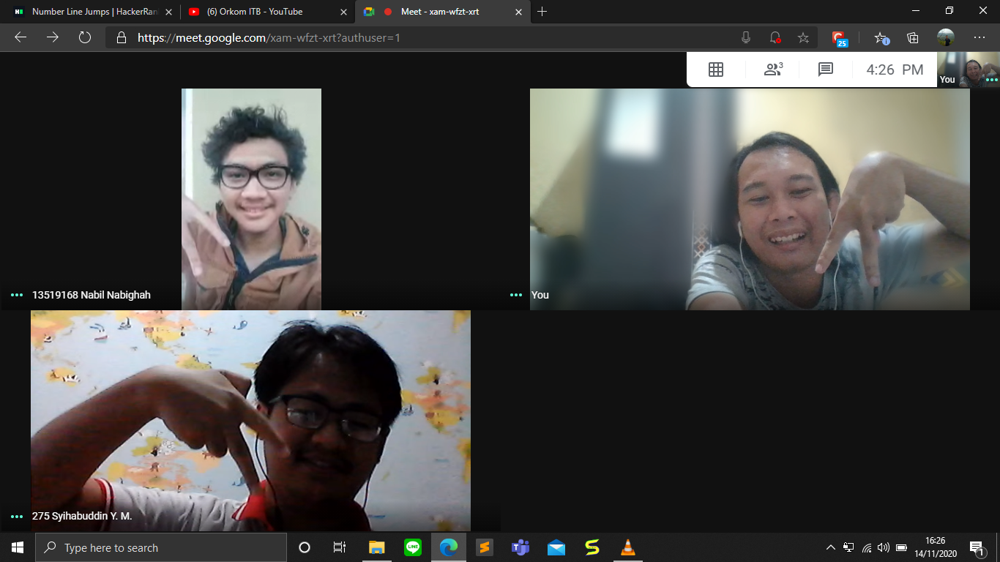 Number Line Jumps | HackerRan
(6) Orkom ITB - YouTube
Meet - xam-wfzt-xrt
https://meet.google.com/xam-wfzt-xrt?authuser=1
25
3
4:26 PM
You
13519168 Nabil Nabighah
You
275 Syihabuddin Y. M.
Type here to search
LINE
16:26
14/11/2020
1